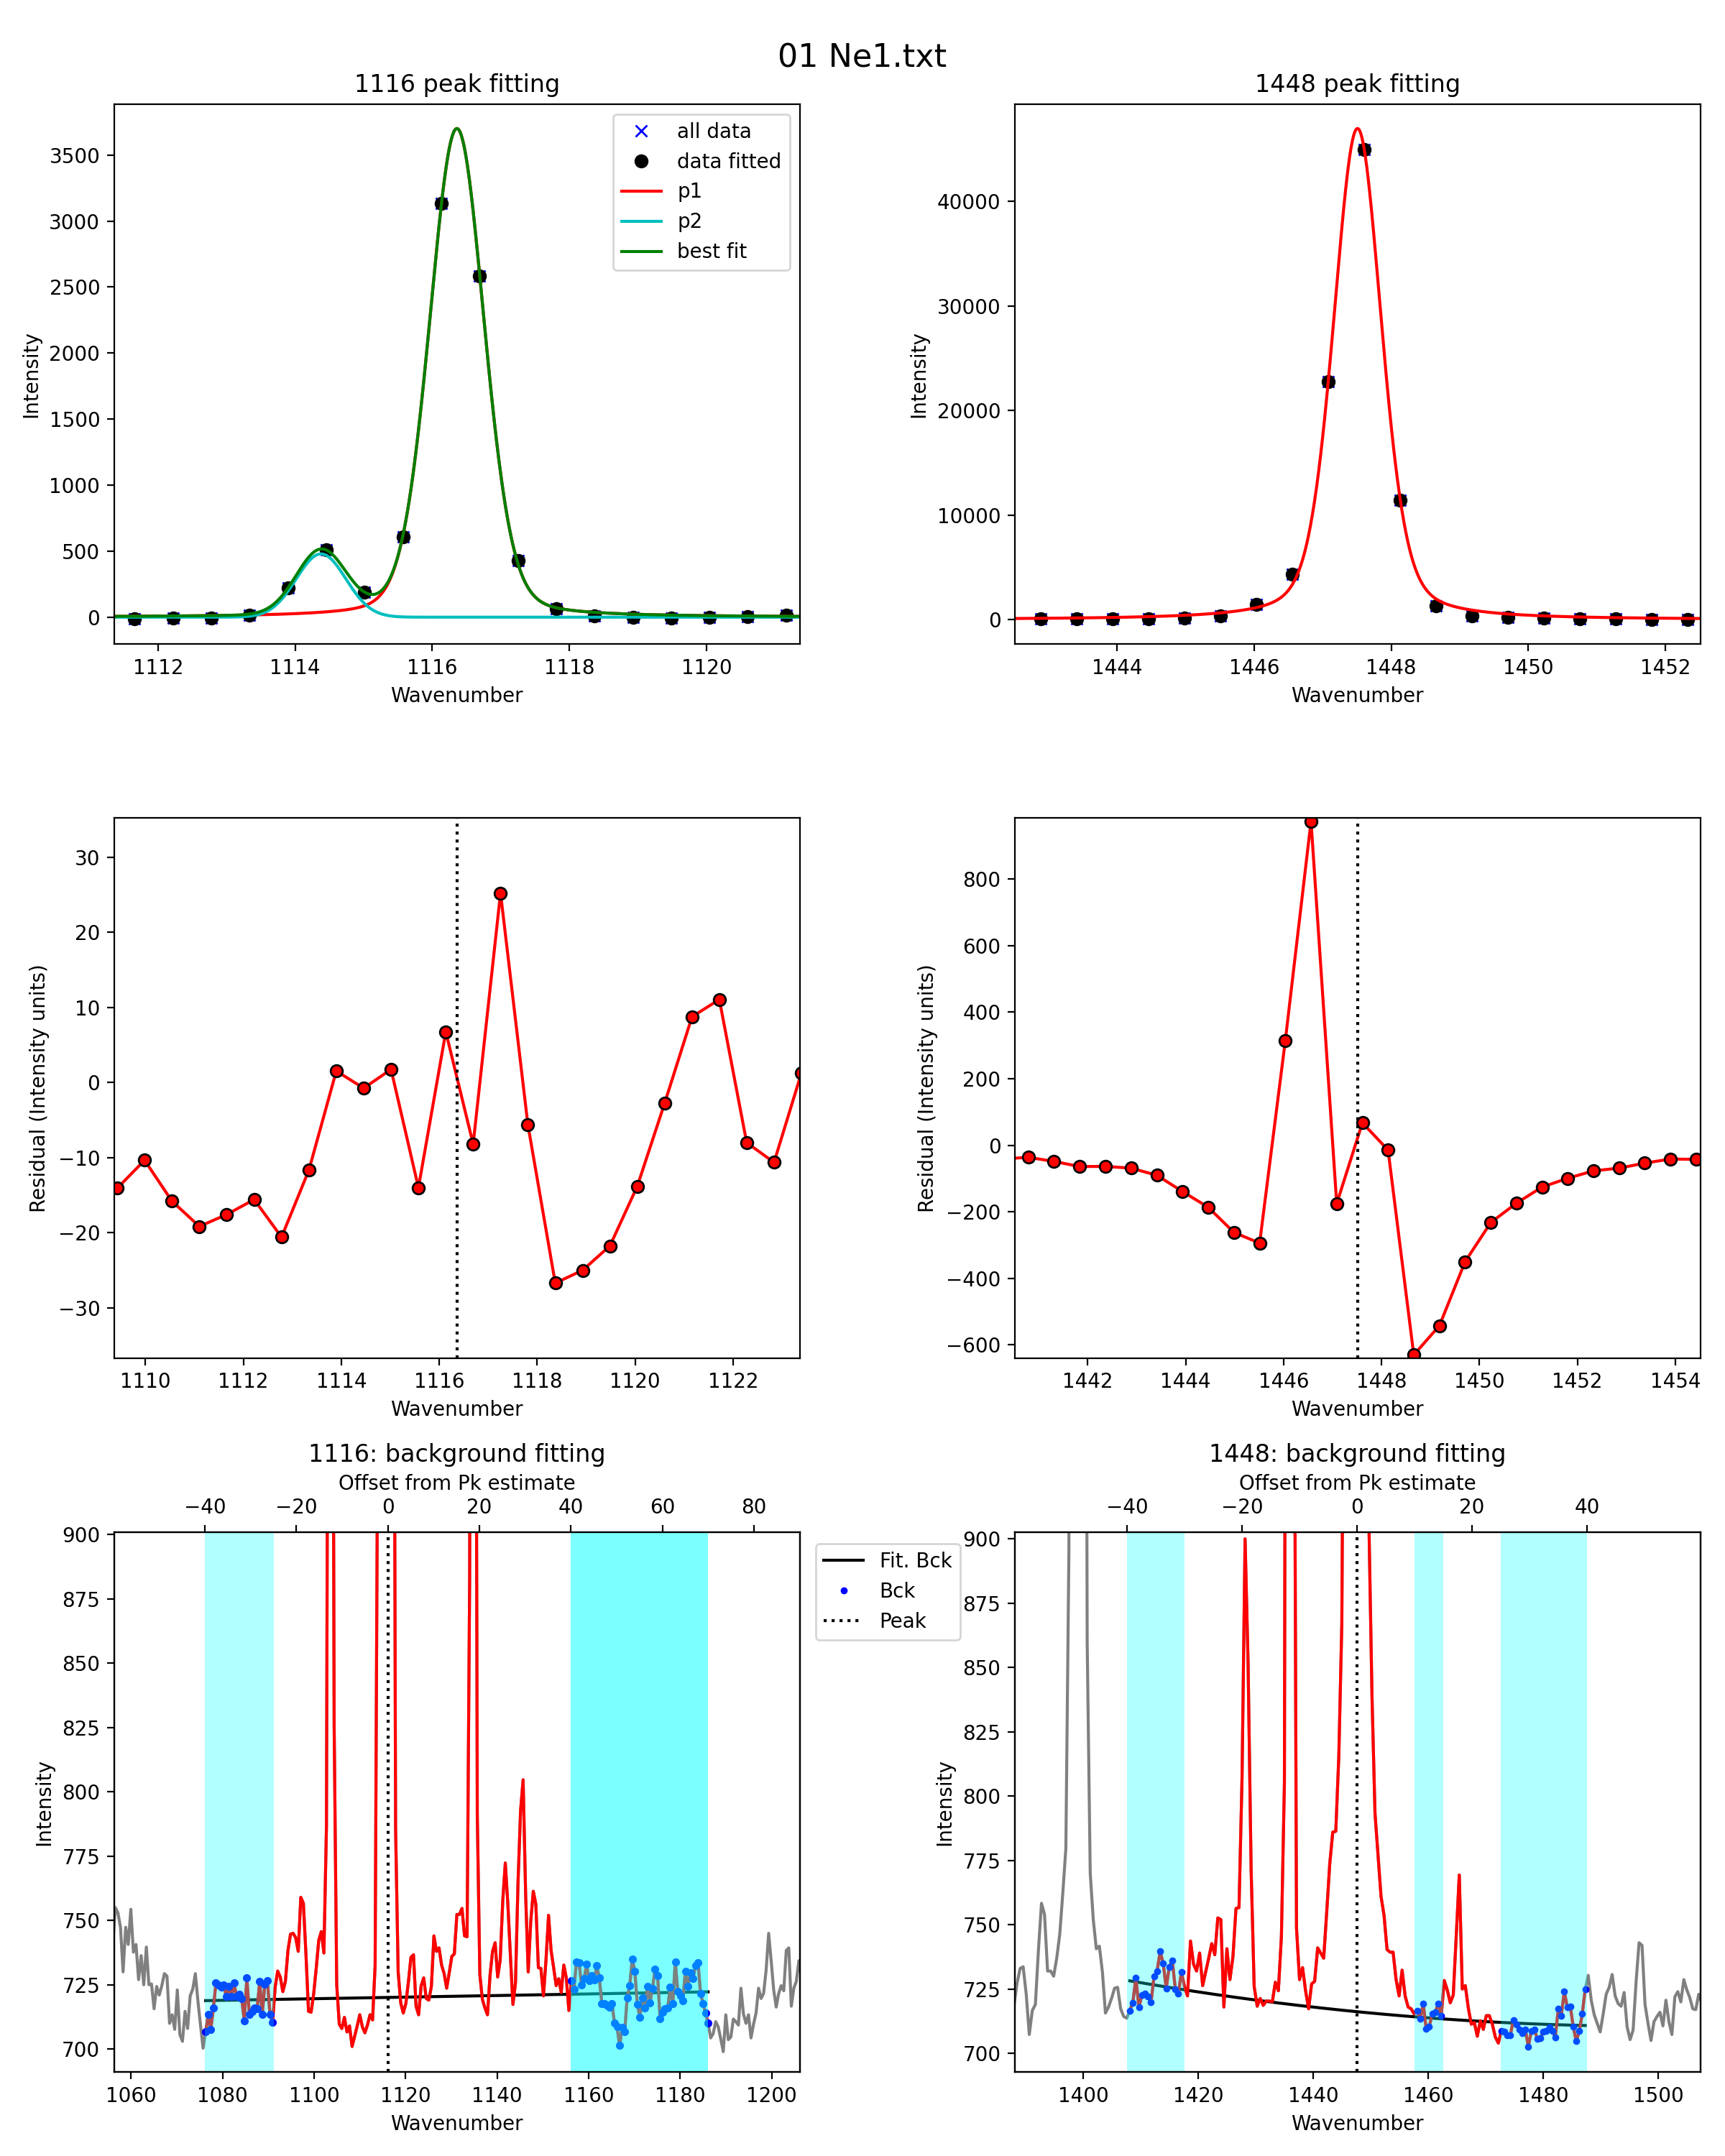 01 Ne1.txt
1116 peak fitting
3500
3000
2500
2000
1500
1000
500
0
Intensity
all data
data fitted
p1
p2
best fit
1112 1114 1116 1118 1120
Wavenumber
1448 peak fitting
40000
30000
20000
10000
0
Intensity
1444 1446 1448 1450 1452
Wavenumber
30
20
10
0
−10
−20
−30
Residual (Intensity units)
1110 1112 1114 1116 1118 1120 1122
Wavenumber
800
600
400
200
0
−200
−400
−600
Residual (Intensity units)
1442 1444 1446 1448 1450 1452 1454
Wavenumber
1116: background fitting
Offset from Pk estimate
−40 −20 0 20 40 60 80
900
875
850
825
800
775
750
725
700
Intensity
1060 1080 1100 1120 1140 1160 1180 1200
Wavenumber
Fit. Bck
Bck
Peak
1448: background fitting
Offset from Pk estimate
−40 −20 0 20 40
900
875
850
825
800
775
750
725
700
Intensity
1400 1420 1440 1460 1480 1500
Wavenumber